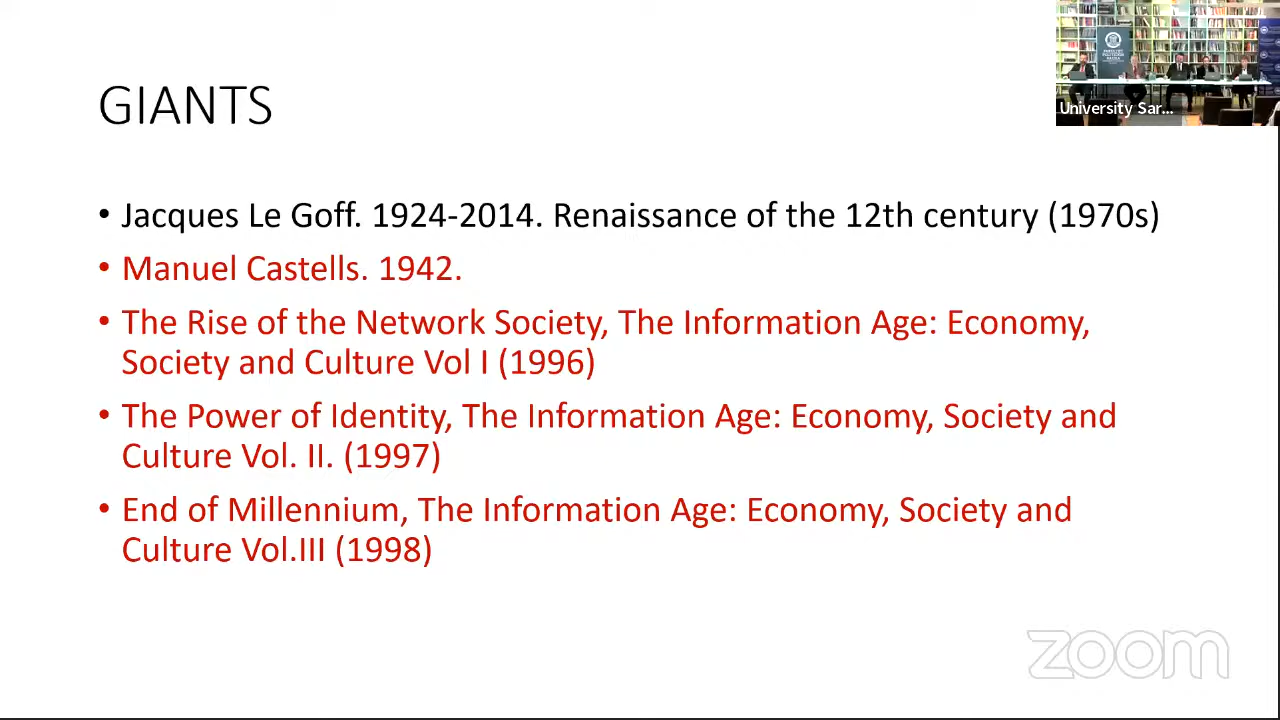 GIANTS
University Sar...
• Jacques Le Goff. 1924-2014. Renaissance of the 12th century (1970s)
• Manuel Castells. 1942.
• The Rise of the Network Society, The Information Age: Economy,
Society and Culture Vol I (1996)
• The Power of Identity, The Information Age: Economy, Society and
Culture Vol. II. (1997)
• End of Millennium, The Information Age: Economy, Society and
Culture Vol.III (1998)
zoom